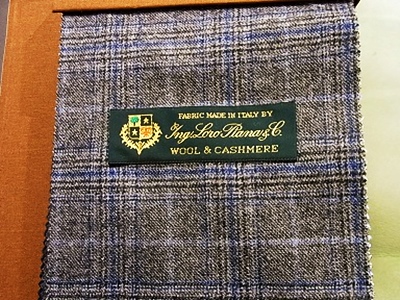 FABRIC MADE IN ITALY BY
Ing. Loro Piana & C.
WOOL & CASHMERE